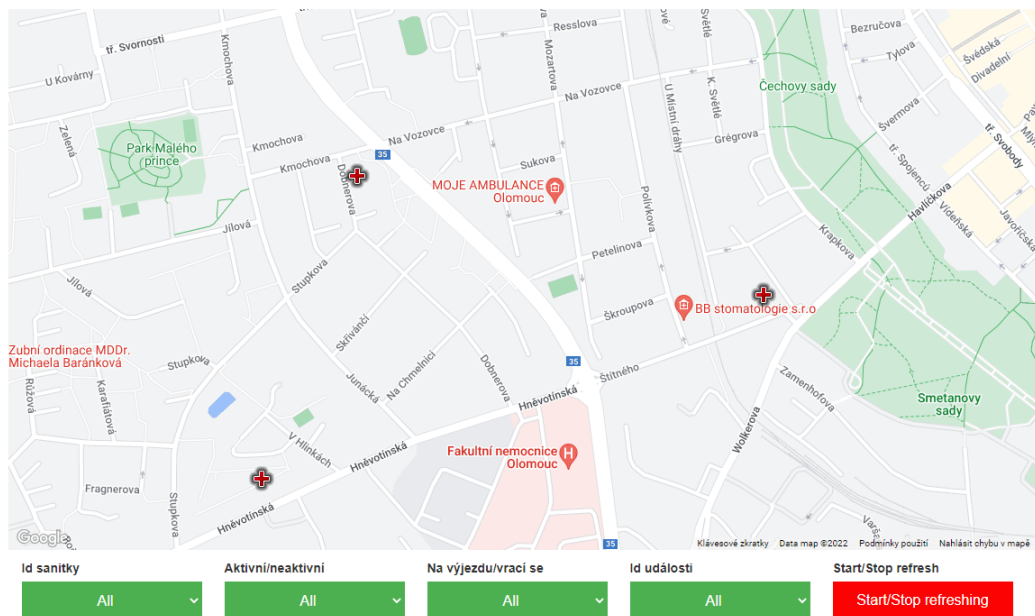 tř. Svornosti
Kmochova
Resslova
Mozartova
U Místní dráhy
K. Světlé
Světlé
Bezručova
Tylova
Švédská
Divadelní
U Kovárny
Zelená
Na Vozovce
Čechovy sady
Švermova
tř. Svobody
Park Malého
prince
Kmochova
Na Vozovce
Grégrova
35
Kmochova
Dobnerova
Sukova
MOJE AMBULANCE
Olomouc
Polívkova
tř. Spojenců
Havlíčkova
Vídeňská
Javoříčská
Jílová
Petelinova
Krapkova
Jílová
Stupkova
Škroupova
BB stomatologie s.r.o
Zubní ordinace MDDr.
Michaela Baránková
Skřivánčí
Stupkova
Na Chmelnici
Dobnerova
35
Štítného
Růžová
Karafiátová
Junácká
Hněvotínská
Zamenhofova
Smetanovy
sady
V Hlinkách
Hněvotínská
Fakultní nemocnice
Olomouc
H
Wolkerova
Fragnerova
Stupkova
Hněvotínská
Google
35
Klávesové zkratky Data map ©2022 Podmínky použití Nahlásit chybu v mapě
Id sanitky Aktivní/neaktivní Na výjezdu/vrací se Id události Start/Stop refresh
All All All All Start/Stop refreshing